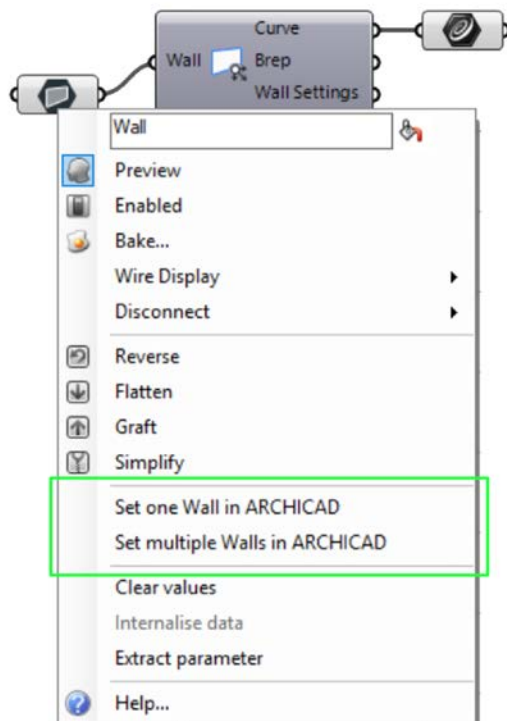 Curve
Wall Brep
Wall Settings
Wall
Preview
Enabled
Bake...
Wire Display
Disconnect
Reverse
Flatten
Graft
Simplify
Set one Wall in ARCHICAD
Set multiple Walls in ARCHICAD
Clear values
Internalise data
Extract parameter
Help...